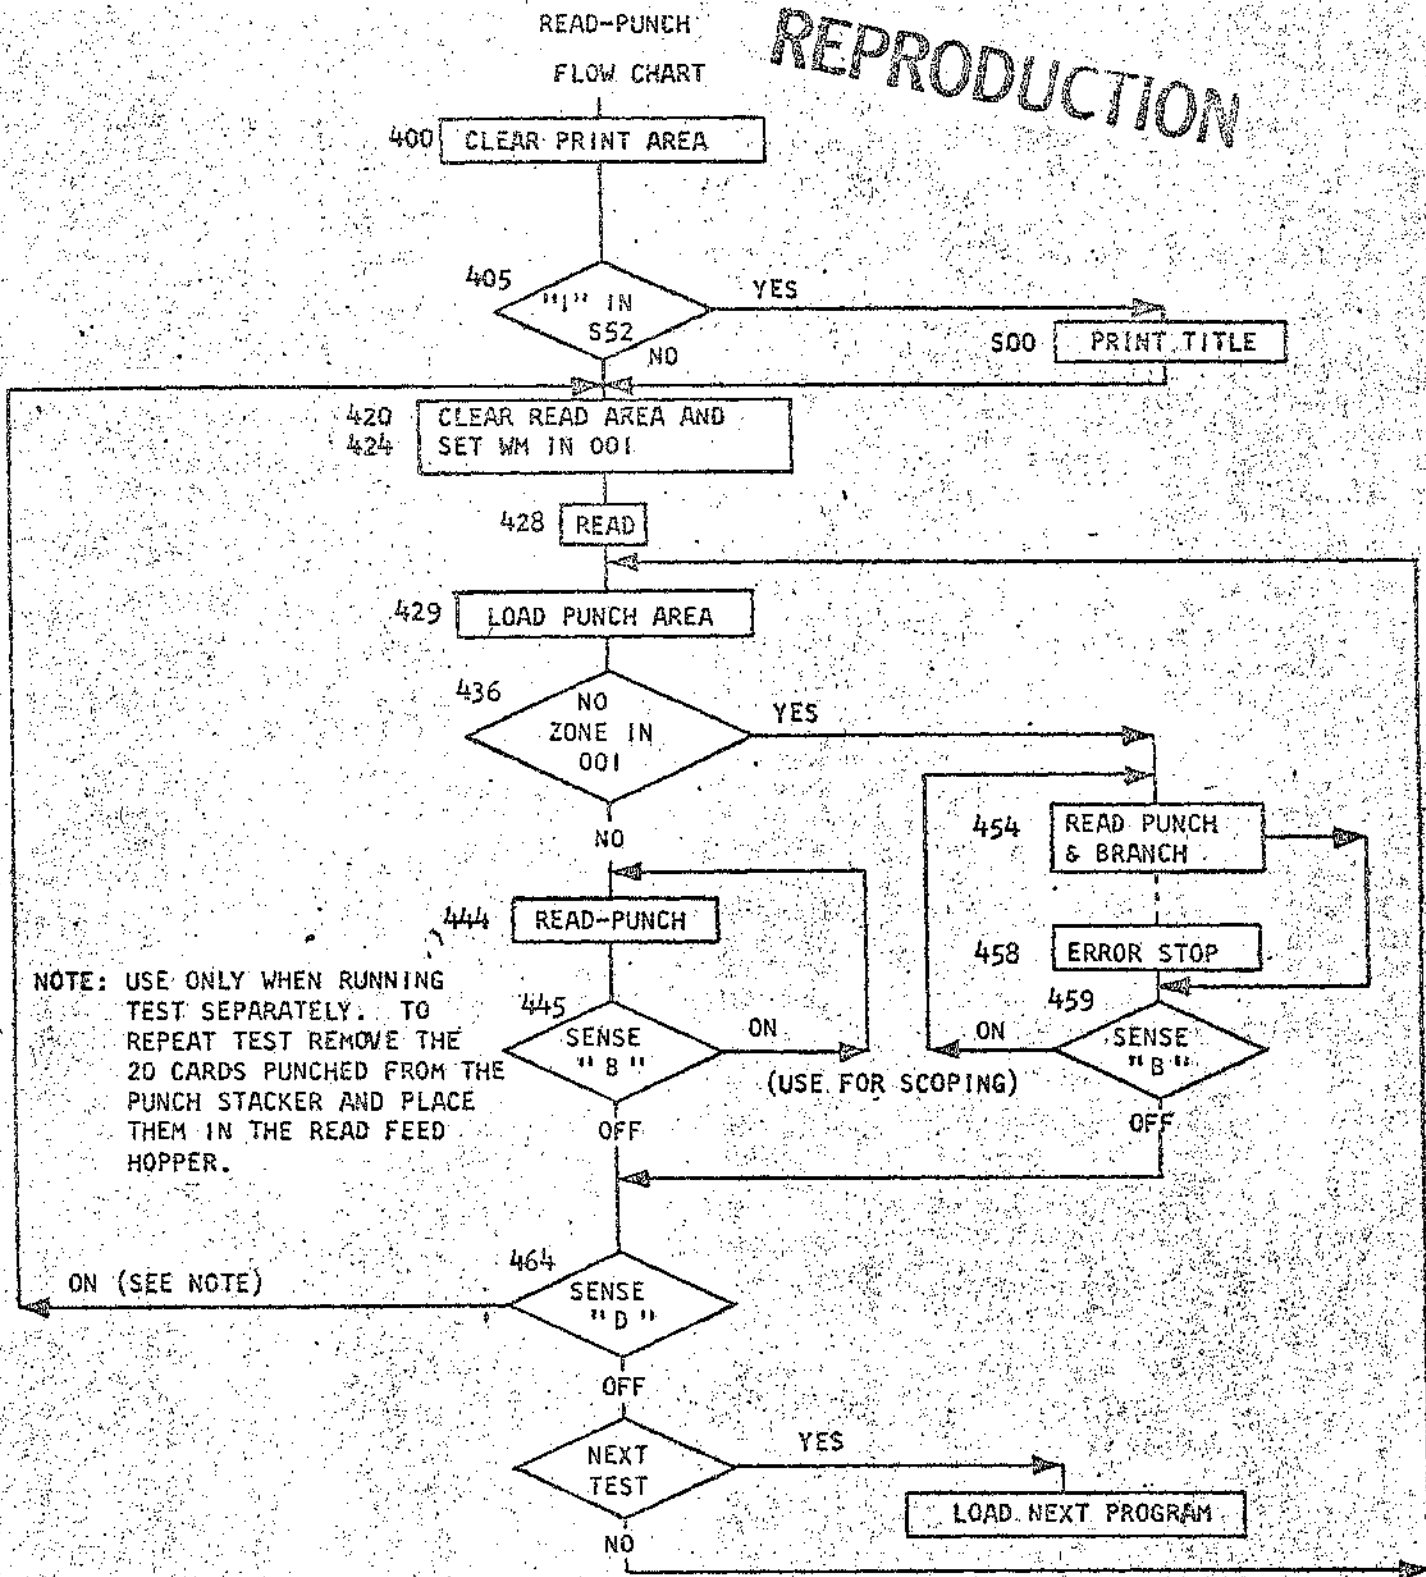 READ-PUNCH
REPRODUCTION
FLOW CHART
400 CLEAR PRINT AREA
405
"1" IN
S52
YES
NO
S00 PRINT TITLE
420 CLEAR READ AREA AND
424 SET WM IN 001
428 READ
429 LOAD PUNCH AREA
436
NO
ZONE IN
001
YES
NO
454 READ PUNCH
& BRANCH
444 READ-PUNCH
458 ERROR STOP
NOTE: USE ONLY WHEN RUNNING
TEST SEPARATELY. TO
REPEAT TEST REMOVE THE
20 CARDS PUNCHED FROM THE
PUNCH STACKER AND PLACE
THEM IN THE READ FEED
HOPPER.
445
SENSE
"B"
ON
(USE FOR SCOPING)
OFF
459
SENSE
"B"
ON
OFF
464
SENSE
"D"
ON (SEE NOTE)
OFF
NEXT
TEST
YES
LOAD NEXT PROGRAM
NO